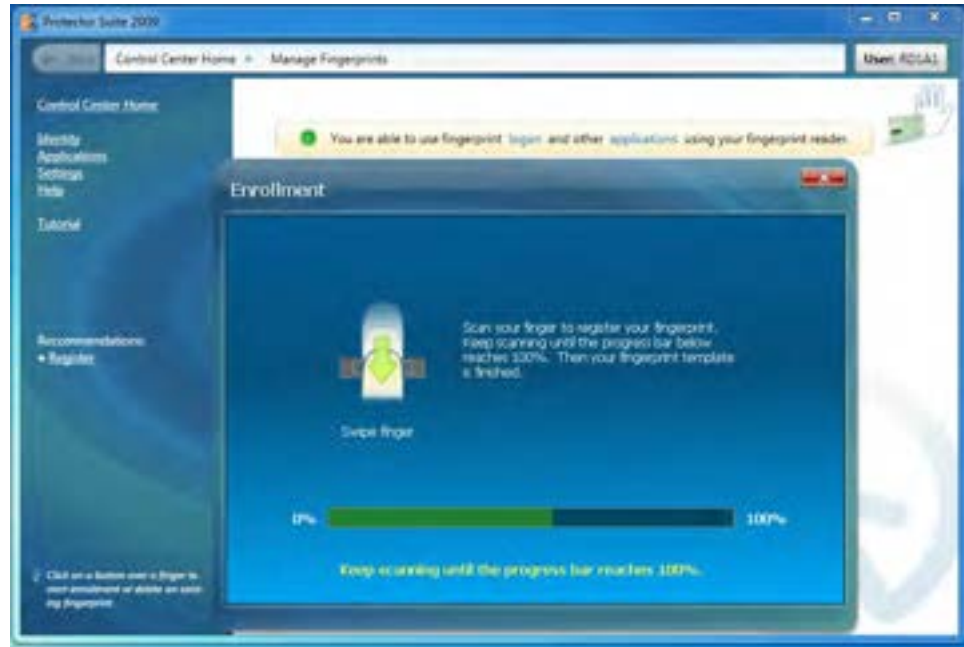 Protector Suite 2009
Control Center Home
Manage Fingerprints
User:
Control Center Home
Identity
Applications
Settings
Help
Tutorial
You are able to use fingerprint logon and other applications using your fingerprint reader.
Enrollment
Scan your finger to register your fingerprint.
Keep scanning until the progress bar below
reaches 100%. Then your fingerprint template
is finished.
Swipe finger
Recommendations:
Register
0%
100%
Keep scanning until the progress bar reaches 100%.
Click on a button over a finger to
start enrollment or delete an exist-
ing fingerprint.